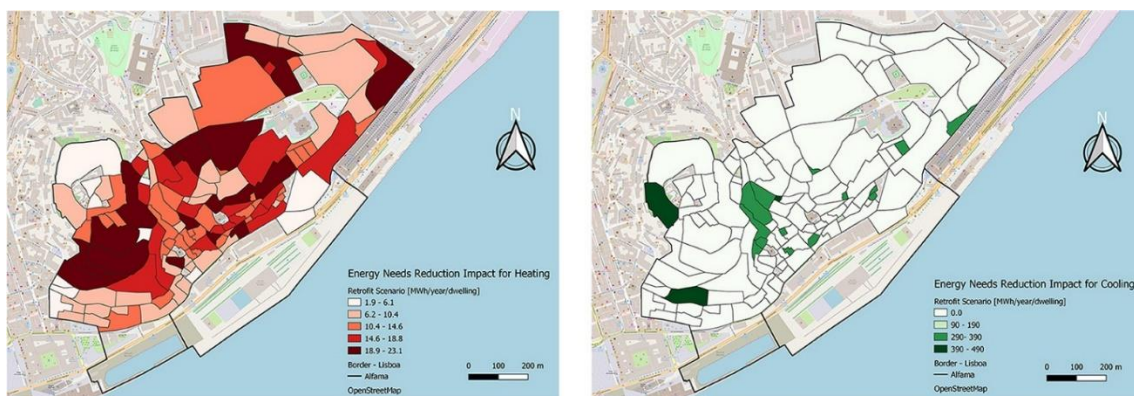 N
Energy Needs Reduction Impact for Heating
Retrofit Scenario [MWh/year/dwelling]
1.9 - 6.1
6.2 - 10.4
10.4 - 14.6
14.6 - 18.8
18.9 - 23.1
Border - Lisboa
Alfama
OpenStreetMap
0 100 200 m
N
Energy Needs Reduction Impact for Cooling
Retrofit Scenario [MWh/year/dwelling]
0.0
90 - 190
290- 390
390 - 490
Border - Lisboa
Alfama
OpenStreetMap
0 100 200 m